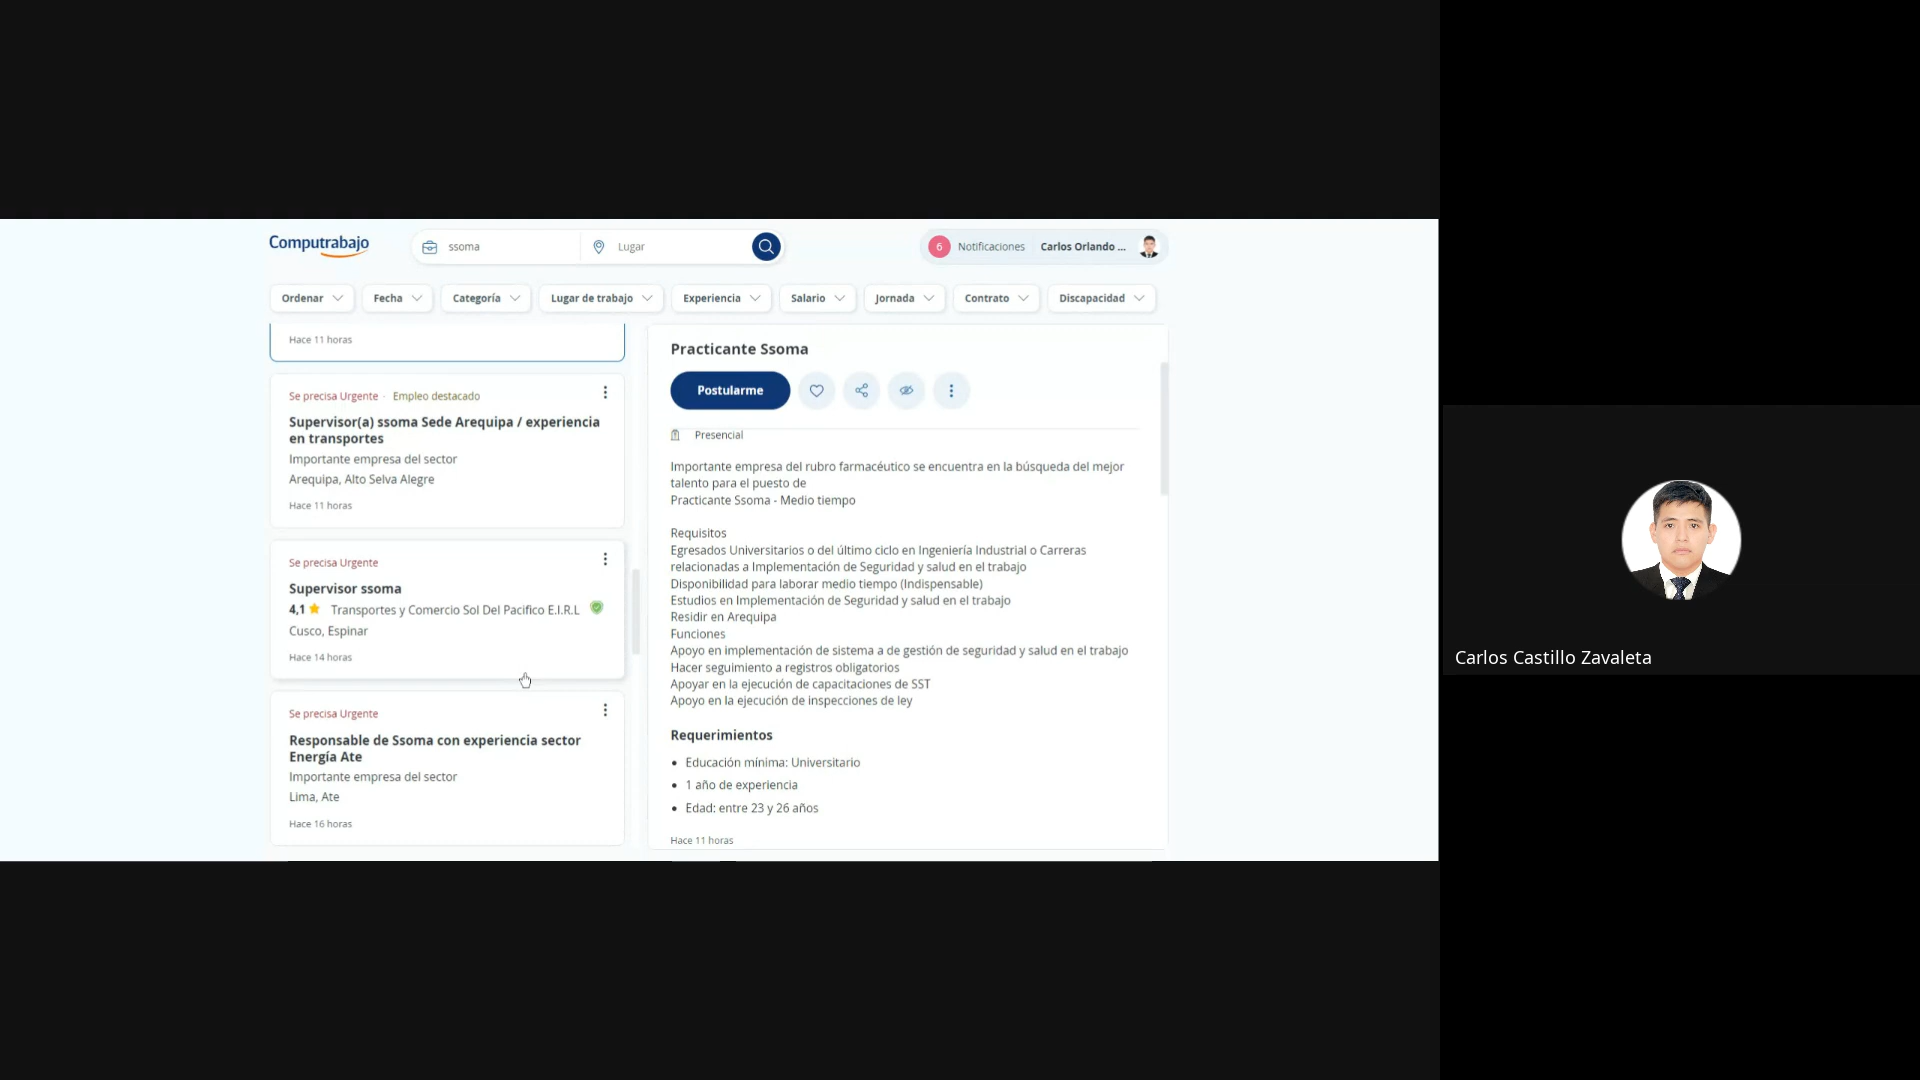 Computrabajo
ssoma
Lugar
6 Notificaciones Carlos Orlando ...
Ordenar Fecha Categoría Lugar de trabajo Experiencia Salario Jornada Contrato Discapacidad
Hace 11 horas
Se precisa Urgente · Empleo destacado
Supervisor(a) ssoma Sede Arequipa / experiencia
en transportes
Importante empresa del sector
Arequipa, Alto Selva Alegre
Hace 11 horas
Se precisa Urgente
Supervisor ssoma
4,1 Transportes y Comercio Sol Del Pacifico E.I.R.L
Cusco, Espinar
Hace 14 horas
Se precisa Urgente
Responsable de Ssoma con experiencia sector
Energía Ate
Importante empresa del sector
Lima, Ate
Hace 16 horas
Practicante Ssoma
Postularme
Presencial
Importante empresa del rubro farmacéutico se encuentra en la búsqueda del mejor
talento para el puesto de
Practicante Ssoma - Medio tiempo
Requisitos
Egresados Universitarios o del último ciclo en Ingeniería Industrial o Carreras
relacionadas a Implementación de Seguridad y salud en el trabajo
Disponibilidad para laborar medio tiempo (Indispensable)
Estudios en Implementación de Seguridad y salud en el trabajo
Residir en Arequipa
Funciones
Apoyo en implementación de sistema a de gestión de seguridad y salud en el trabajo
Hacer seguimiento a registros obligatorios
Apoyar en la ejecución de capacitaciones de SST
Apoyo en la ejecución de inspecciones de ley
Requerimientos
• Educación mínima: Universitario
• 1 año de experiencia
• Edad: entre 23 y 26 años
Hace 11 horas
Carlos Castillo Zavaleta